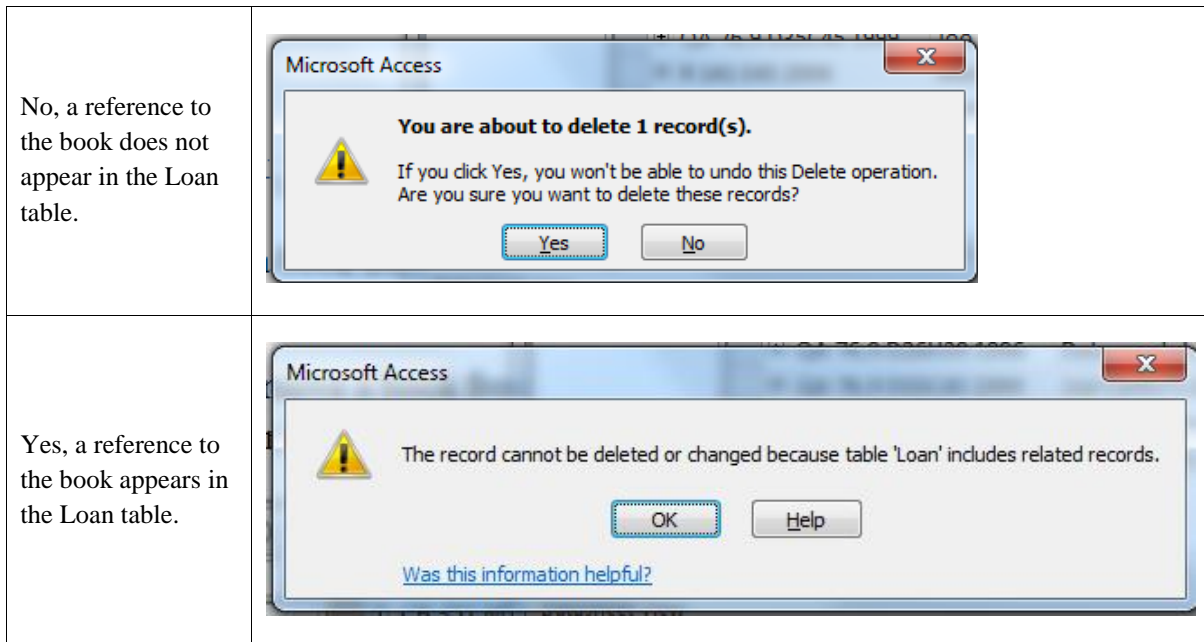 No, a reference to
the book does not
appear in the Loan
table.
Microsoft Access
X
You are about to delete 1 record(s).
If you click Yes, you won't be able to undo this Delete operation.
Are you sure you want to delete these records?
Yes
No
Yes, a reference to
the book appears in
the Loan table.
Microsoft Access
X
The record cannot be deleted or changed because table 'Loan' includes related records.
OK
Help
Was this information helpful?